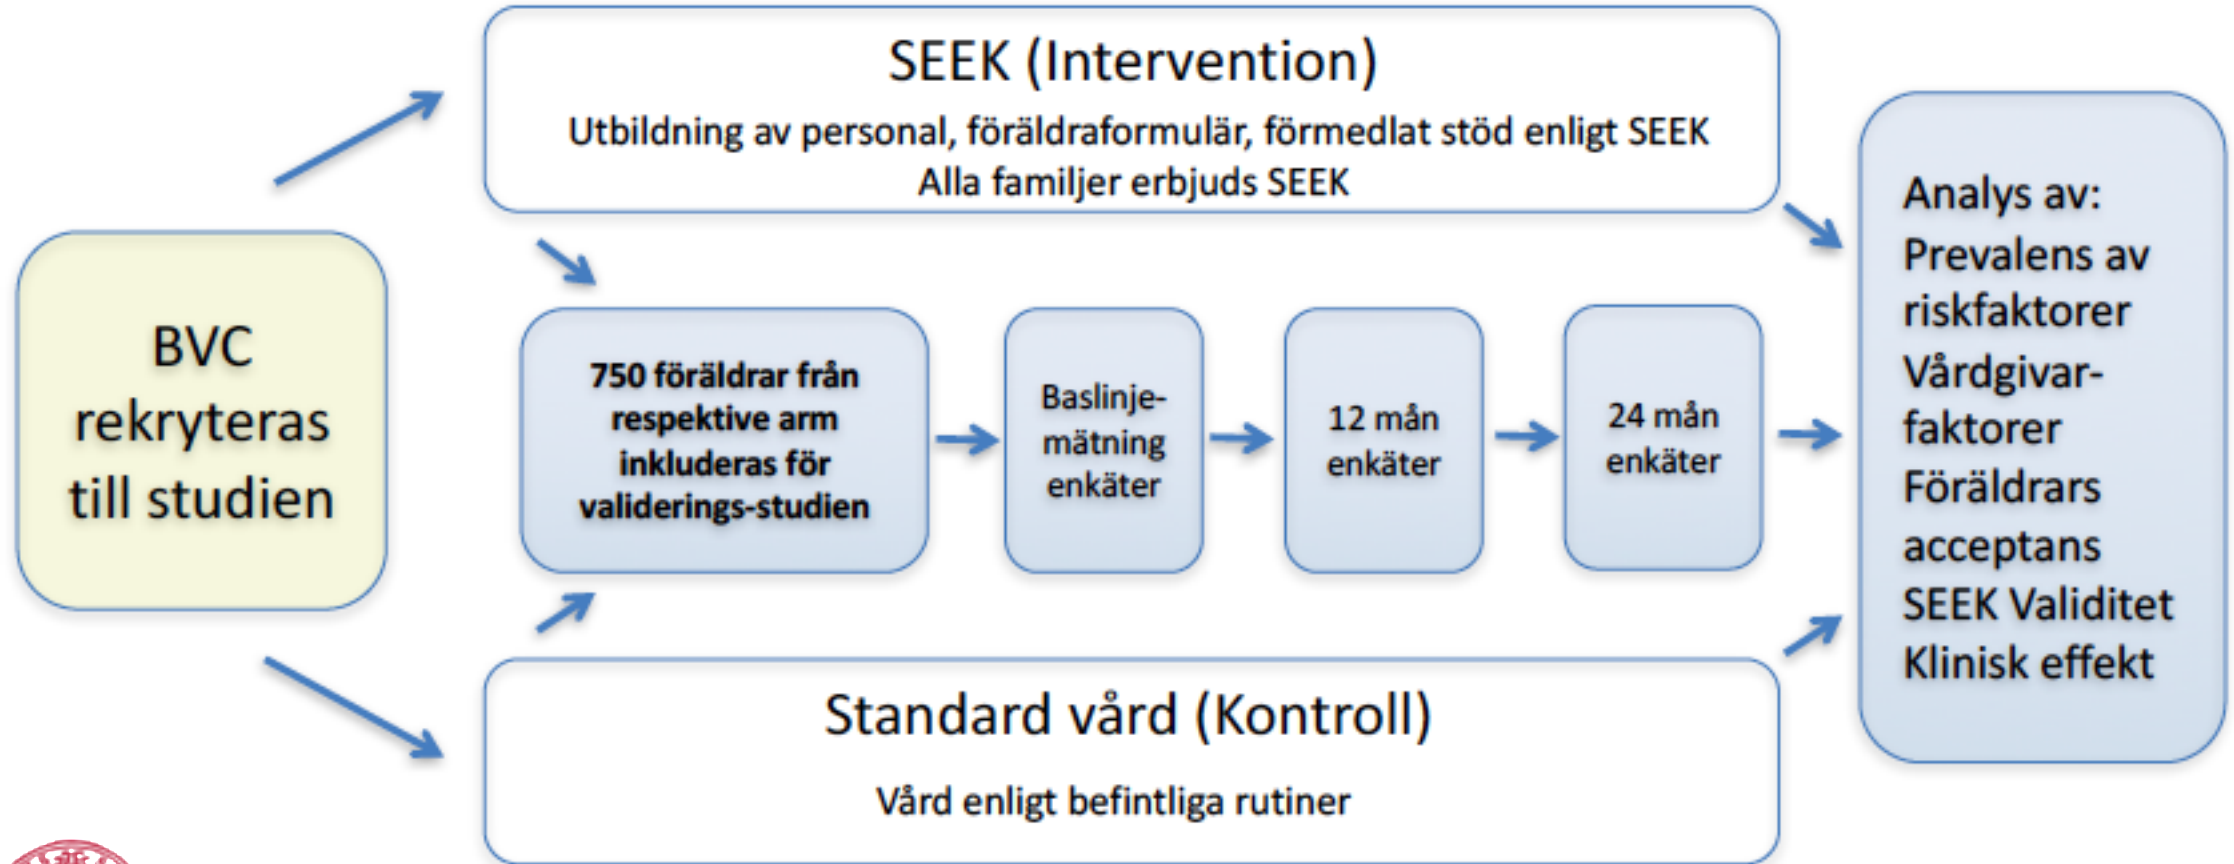 SEEK (Intervention)
Utbildning av personal, föräldraformulär, förmedlat stöd enligt SEEK
Alla familjer erbjuds SEEK
BVC
rekryteras
till studien
750 föräldrar från
respektive arm
inkluderas för
validerings-studien
Baslinje-
mätning
enkäter
12 mån
enkäter
24 mån
enkäter
Standard vård (Kontroll)
Vård enligt befintliga rutiner
Analys av:
Prevalens av
riskfaktorer
Vårdgivar-
faktorer
Föräldrars
acceptans
SEEK Validitet
Klinisk effekt